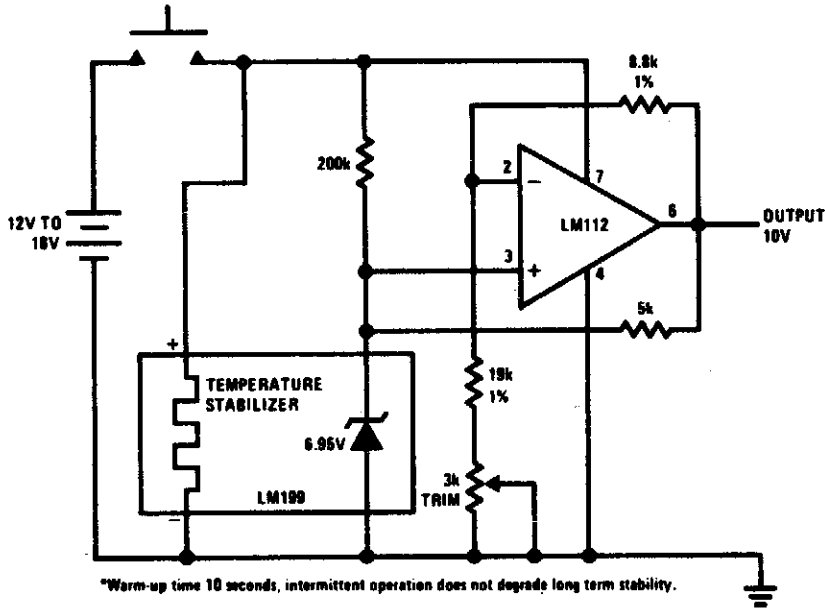 8.8k
1%
200k
2
7
12V TO
18V
LM112
6
OUTPUT
10V
3
4
5k
+
TEMPERATURE
STABILIZER
19k
1%
6.95V
3k
TRIM
LM199
*Warm-up time 10 seconds, intermittent operation does not degrade long term stability.